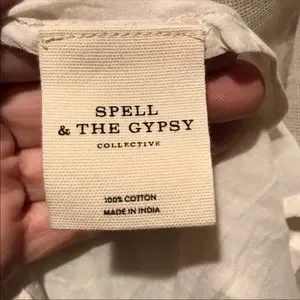 SPELL
& THE GYPSY
COLLECTIVE
100% COTTON
MADE IN INDIA